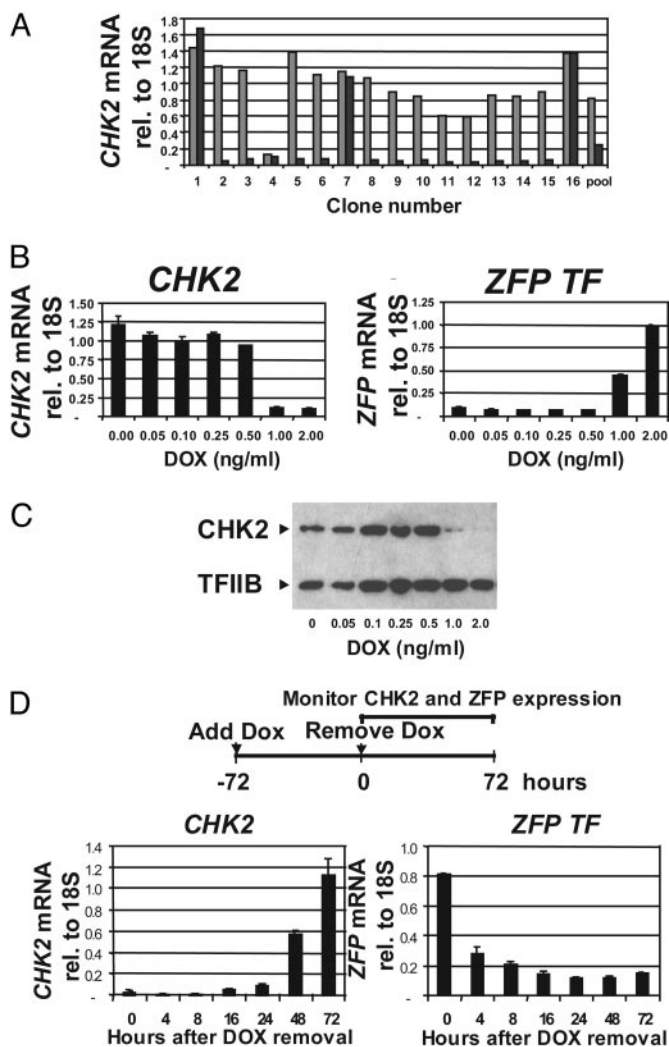 A
CHK2 mRNA
rel. to 18S
1.8
1.6
1.4
1.2
1.0
0.8
0.6
0.4
0.2
-
1 2 3 4 5 6 7 8 9 10 11 12 13 14 15 16 pool
Clone number
B
CHK2
CHK2 mRNA
rel. to 18S
1.50
1.25
1.00
0.75
0.50
0.25
-
0.00 0.05 0.10 0.25 0.50 1.00 2.00
DOX (ng/ml)
ZFP TF
ZFP mRNA
rel. to 18S
1.25
1.00
0.75
0.50
0.25
-
0.00 0.05 0.10 0.25 0.50 1.00 2.00
DOX (ng/ml)
C
CHK2
TFIIB
0 0.05 0.1 0.25 0.5 1.0 2.0
DOX (ng/ml)
D
Monitor CHK2 and ZFP expression
Add Dox Remove Dox
-72 0 72 hours
CHK2
CHK2 mRNA
rel. to 18S
1.4
1.2
1.0
0.8
0.6
0.4
0.2
-
0 4 8 16 24 48 72
Hours after DOX removal
ZFP TF
ZFP mRNA
rel. to 18S
1.0
0.8
0.6
0.4
0.2
-
0 4 8 16 24 48 72
Hours after DOX removal